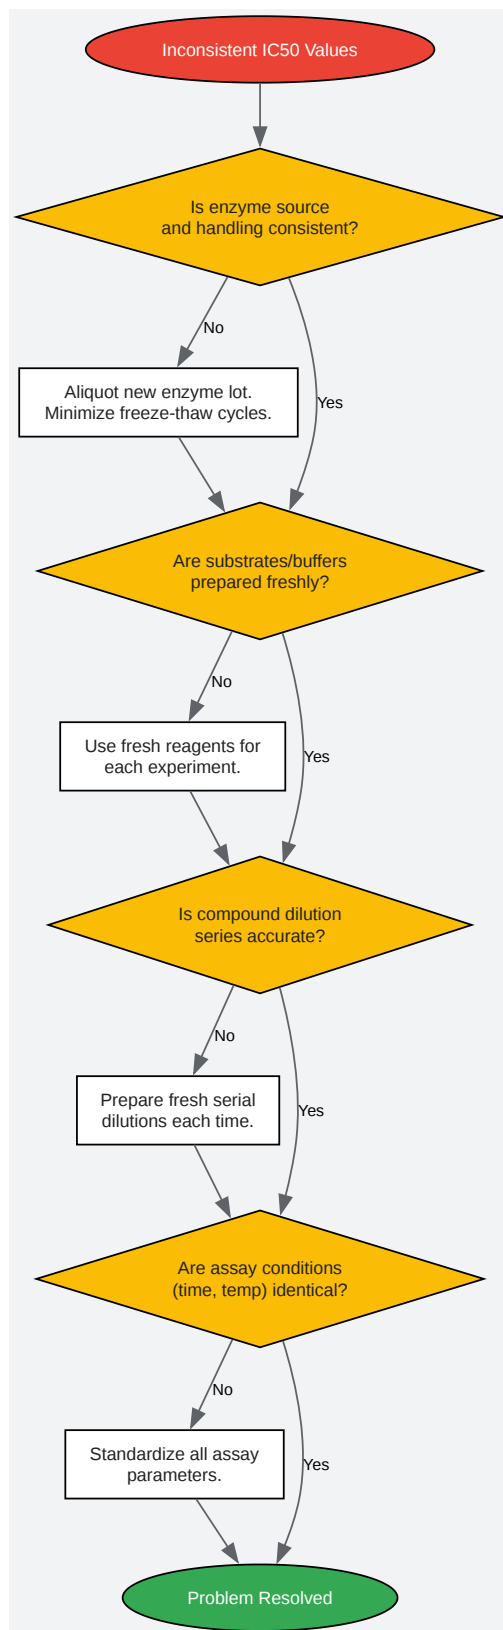 Inconsistent IC50 Values
Is enzyme source
and handling consistent?
No
Aliquot new enzyme lot.
Minimize freeze-thaw cycles.
Yes
Are substrates/buffers
prepared freshly?
No
Use fresh reagents for
each experiment.
Yes
Is compound dilution
series accurate?
No
Prepare fresh serial
dilutions each time.
Yes
Are assay conditions
(time, temp) identical?
No
Standardize all assay
parameters.
Yes
Problem Resolved